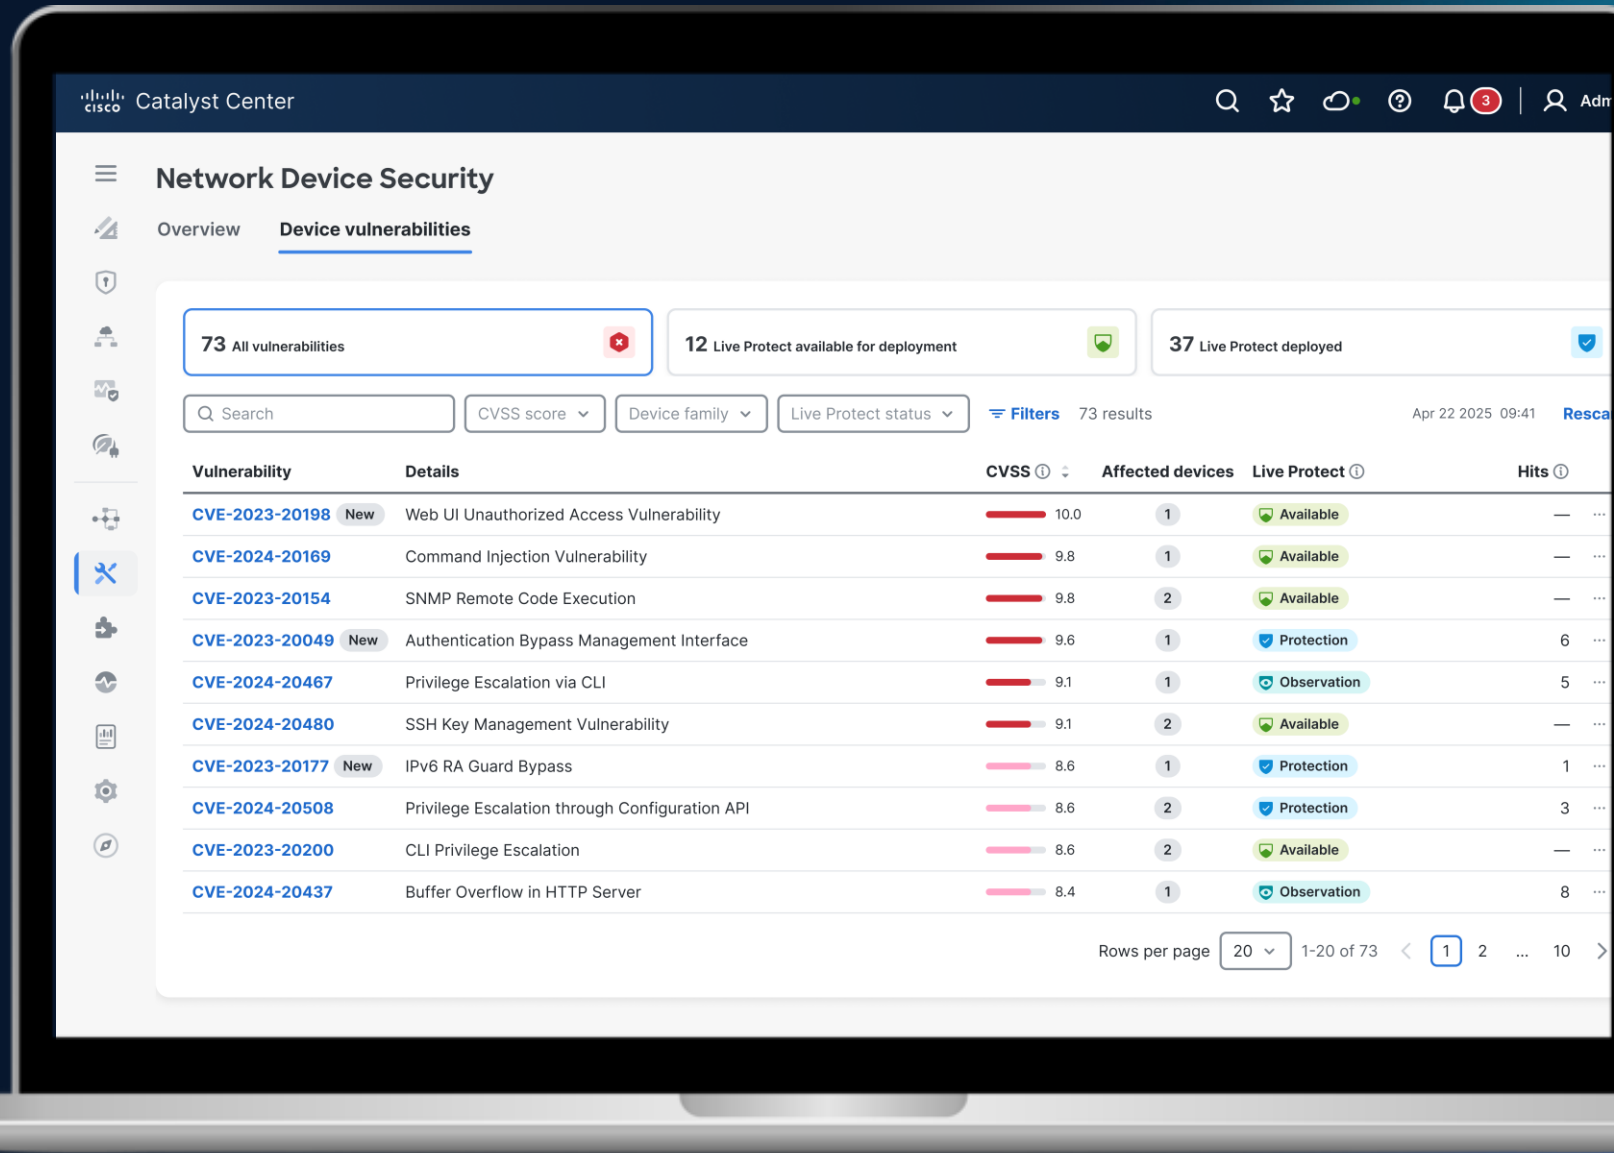 cisco Catalyst Center
3
Network Device Security
Overview Device vulnerabilities
73 All vulnerabilities
12 Live Protect available for deployment
37 Live Protect deployed
Search CVSS score Device family Live Protect status Filters 73 results Apr 22 2025 09:41
Vulnerability Details CVSS Affected devices Live Protect Hits
CVE-2023-20198 New Web UI Unauthorized Access Vulnerability 10.0 1 Available —
CVE-2024-20169 Command Injection Vulnerability 9.8 1 Available —
CVE-2023-20154 SNMP Remote Code Execution 9.8 2 Available —
CVE-2023-20049 New Authentication Bypass Management Interface 9.6 1 Protection 6
CVE-2024-20467 Privilege Escalation via CLI 9.1 1 Observation 5
CVE-2024-20480 SSH Key Management Vulnerability 9.1 2 Available —
CVE-2023-20177 New IPv6 RA Guard Bypass 8.6 1 Protection 1
CVE-2024-20508 Privilege Escalation through Configuration API 8.6 2 Protection 3
CVE-2023-20200 CLI Privilege Escalation 8.6 2 Available —
CVE-2024-20437 Buffer Overflow in HTTP Server 8.4 1 Observation 8
Rows per page 20 1-20 of 73 1 2 ... 10